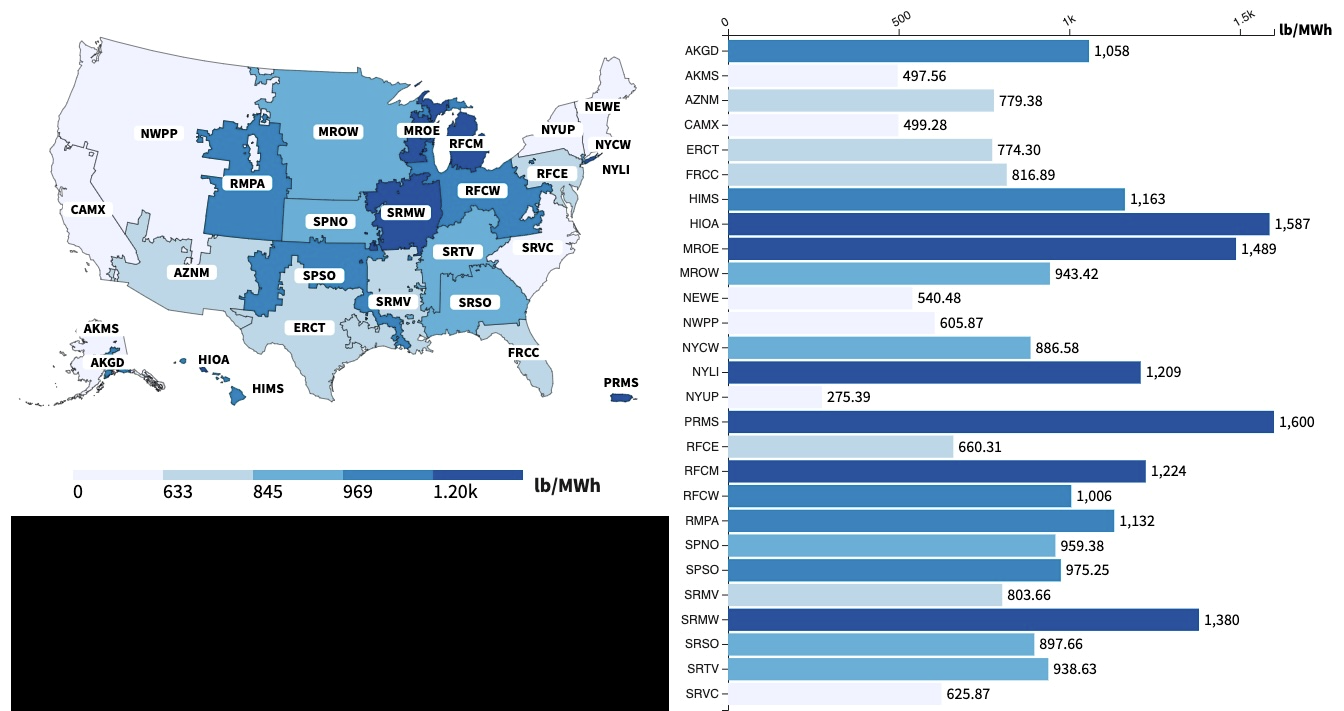 NEWE
NWPP
MROW
MROE
NYUP
RFCM
NYCW
NYLI
RFCE
RMPA
RFCW
CAMX
SPNO
SRMW
SRTV
SRVC
AZNM
SPSO
SRMV
SRSO
ERCT
AKMS
FRCC
AKGD
HIOA
HIMS
PRMS
0 633 845 969 1.20k lb/MWh
0 500 1k 1.5k lb/MWh
AKGD 1,058
AKMS 497.56
AZNM 779.38
CAMX 499.28
ERCT 774.30
FRCC 816.89
HIMS 1,163
HIOA 1,587
MROE 1,489
MROW 943.42
NEWE 540.48
NWPP 605.87
NYCW 886.58
NYLI 1,209
NYUP 275.39
PRMS 1,600
RFCE 660.31
RFCM 1,224
RFCW 1,006
RMPA 1,132
SPNO 959.38
SPSO 975.25
SRMV 803.66
SRMW 1,380
SRSO 897.66
SRTV 938.63
SRVC 625.87